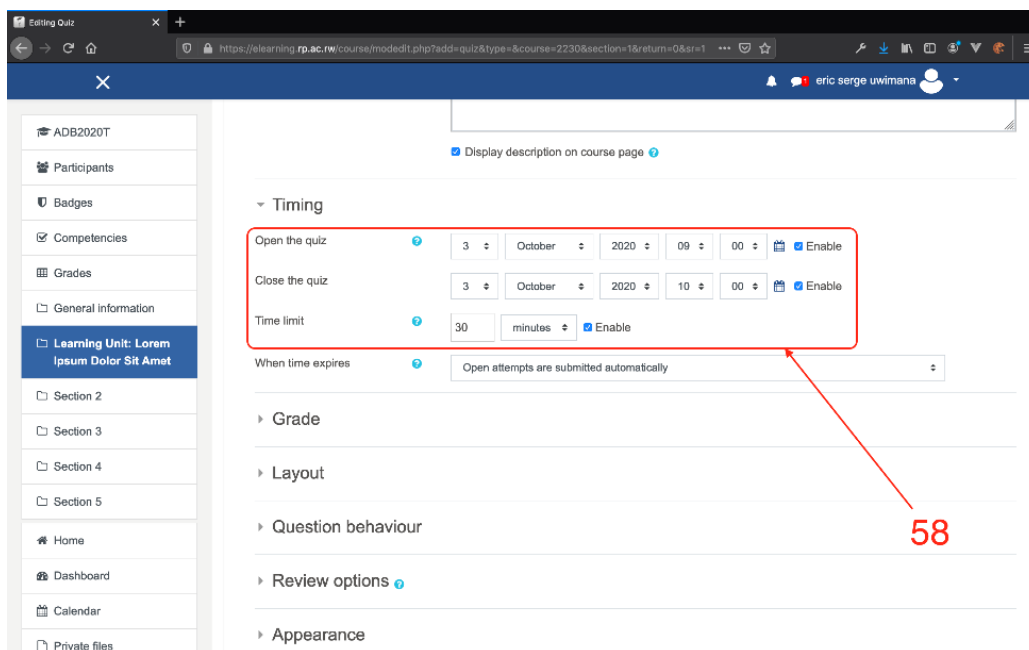 Editing Quiz
https://elearning.rp.ac.rw/course/modedit.php?add=quiz&type=&course=2230&section=1&return=0&sr=1
1 eric serge uwimana
ADB2020T
Participants
Badges
Competencies
Grades
General information
Learning Unit: Lorem
Ipsum Dolor Sit Amet
Section 2
Section 3
Section 4
Section 5
Home
Dashboard
Calendar
Private files
Display description on course page
Timing
Open the quiz 3 October 2020 09 00 Enable
Close the quiz 3 October 2020 10 00 Enable
Time limit 30 minutes Enable
When time expires Open attempts are submitted automatically
Grade
Layout
Question behaviour
58
Review options
Appearance